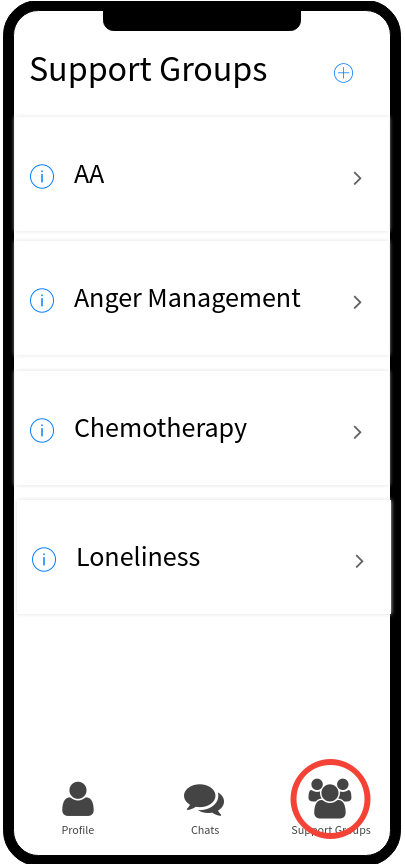 Support Groups
AA
Anger Management
Chemotherapy
Loneliness
Profile
Chats
Support Groups